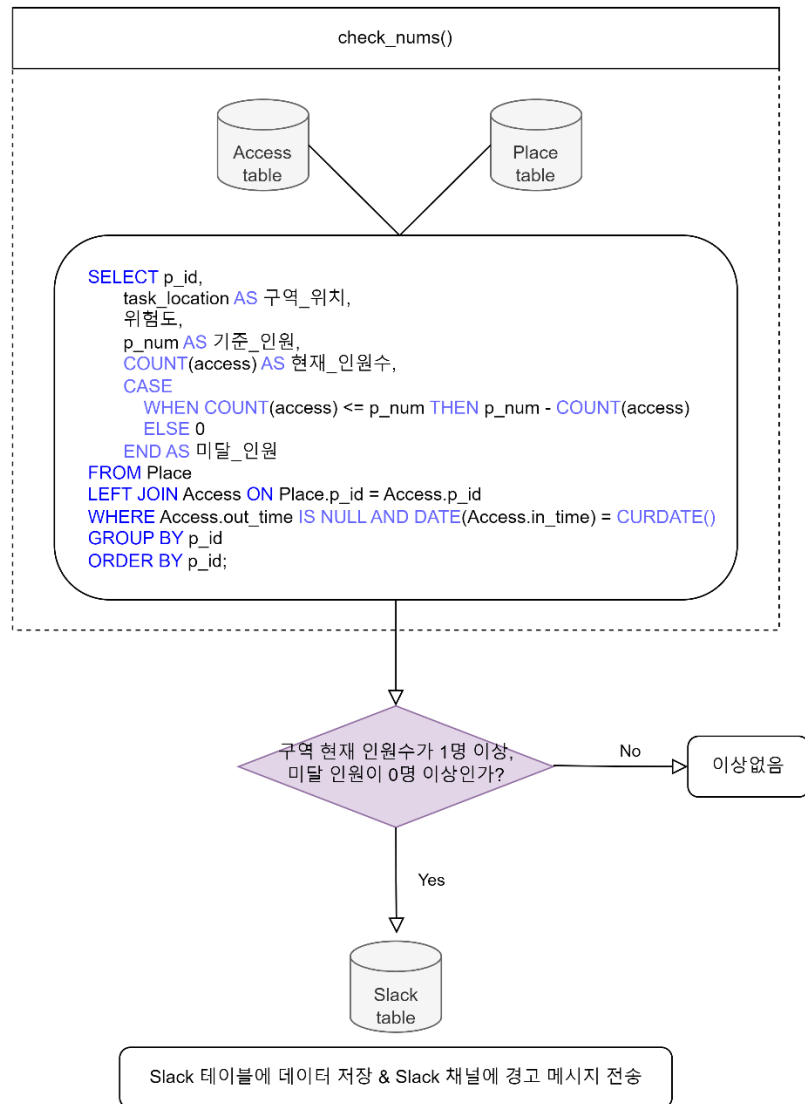 check_nums()
Access
table
Place
table
SELECT p_id,
task_location AS 구역_위치,
위험도,
p_num AS 기준_인원,
COUNT(access) AS 현재_인원수,
CASE
WHEN COUNT(access) <= p_num THEN p_num - COUNT(access)
ELSE 0
END AS 미달_인원
FROM Place
LEFT JOIN Access ON Place.p_id = Access.p_id
WHERE Access.out_time IS NULL AND DATE(Access.in_time) = CURDATE()
GROUP BY p_id
ORDER BY p_id;
구역 현재 인원수가 1명 이상,
미달 인원이 0명 이상인가?
No
이상없음
Yes
Slack
table
Slack 테이블에 데이터 저장 & Slack 채널에 경고 메시지 전송